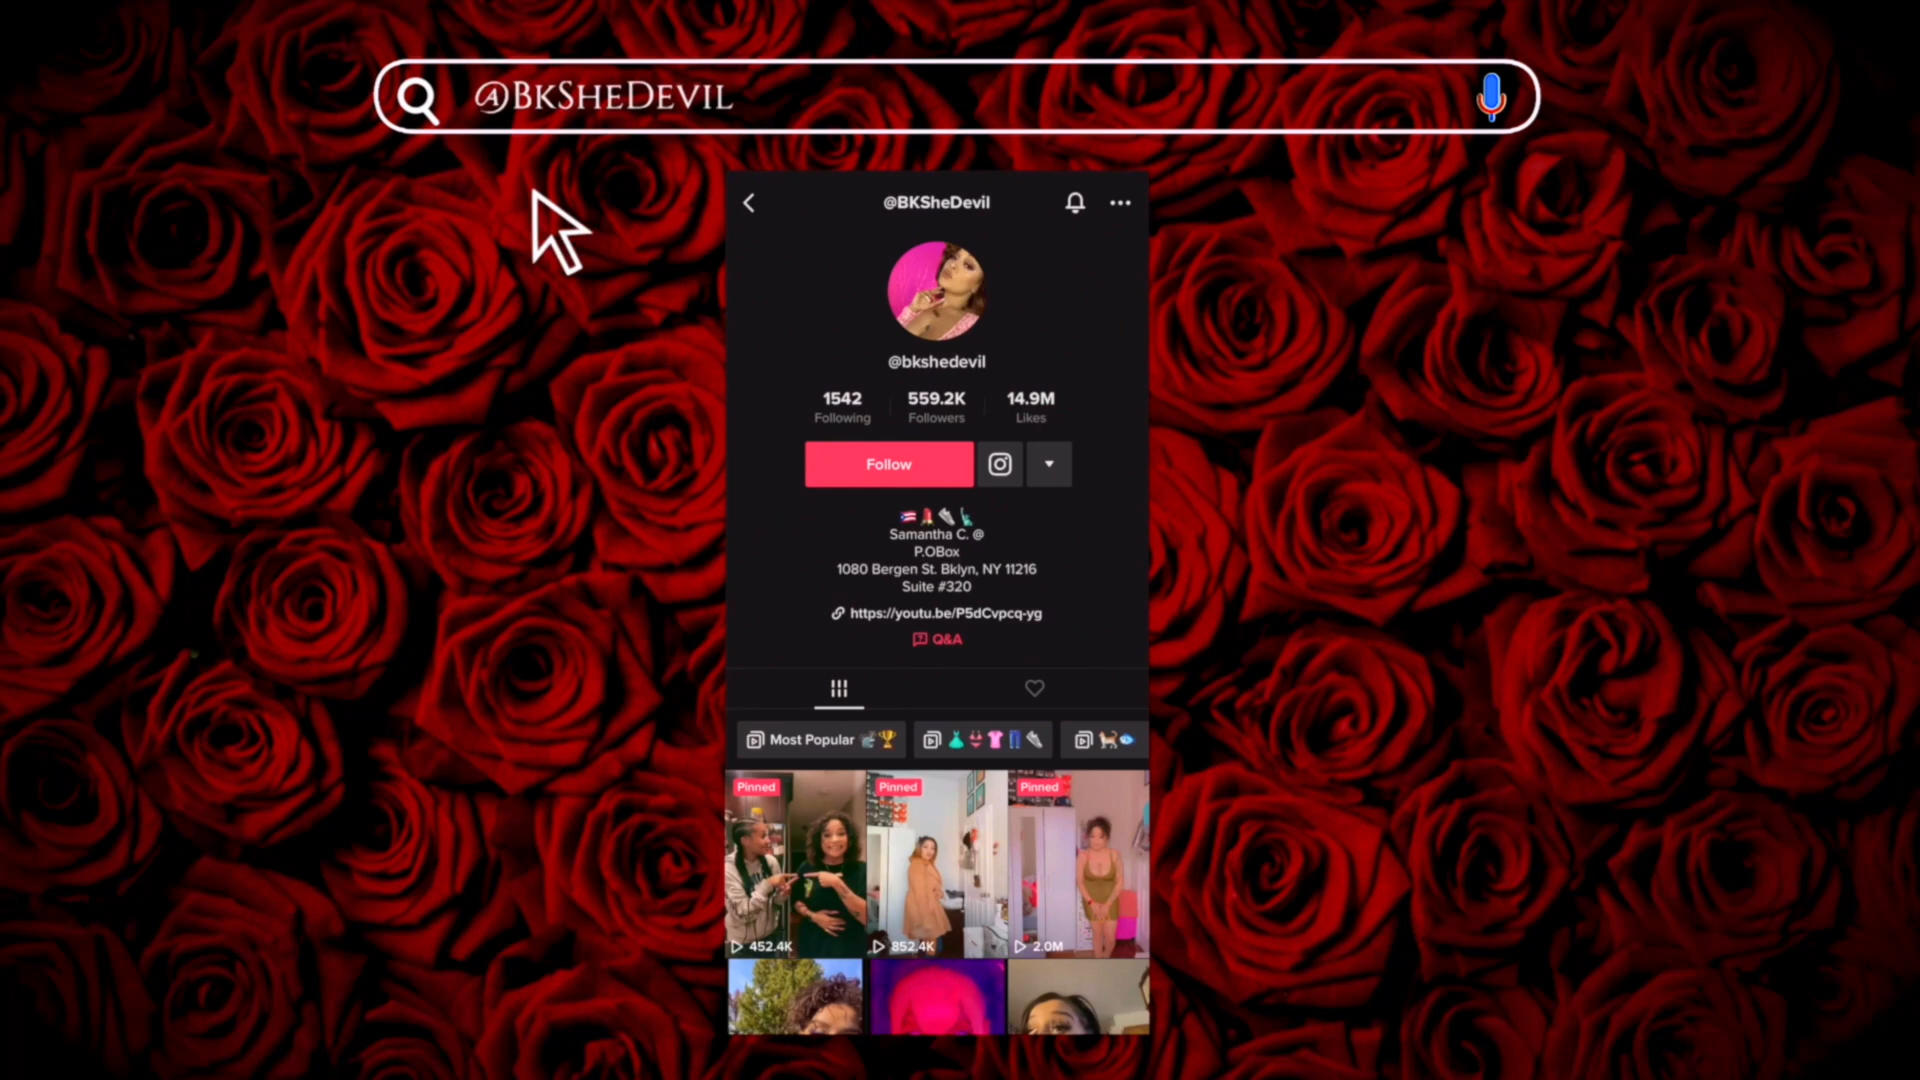 @BkSheDevil
@BKSheDevil
@bkshedevil
1542 559.2K 14.9M
Following Followers Likes
Follow
Samantha C. @
P.OBox
1080 Bergen St. Bklyn, NY 11216
Suite #320
https://youtu.be/P5dCvpcq-yg
Q&A
Most Popular
Pinned Pinned Pinned
452.4K 852.4K 2.0M